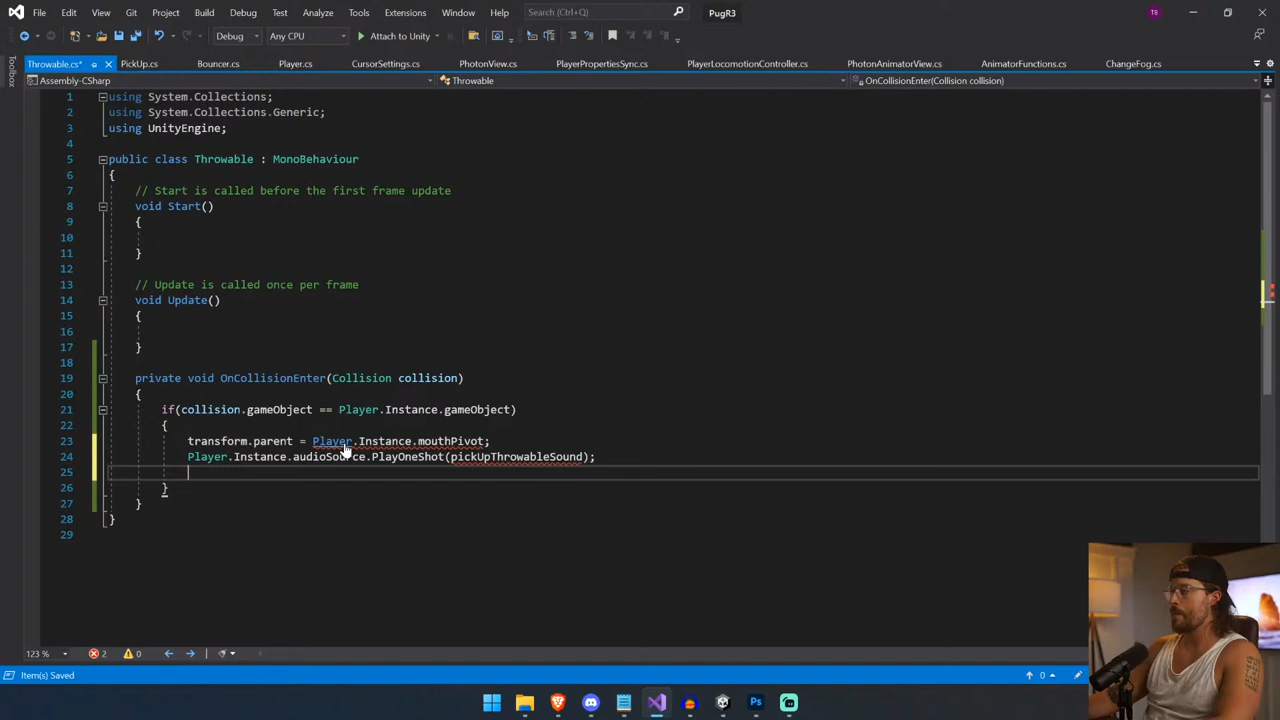 File Edit View Git Project Build Debug Test Analyze Tools Extensions Window Help Search (Ctrl+Q) PugR3 TB
Debug Any CPU Attach to Unity
Throwable.cs* PickUp.cs Bouncer.cs Player.cs CursorSettings.cs PhotonView.cs PlayerPropertiesSync.cs PlayerLocomotionController.cs PhotonAnimatorView.cs AnimatorFunctions.cs ChangeFog.cs
Toolbox
Assembly-CSharp Throwable OnCollisionEnter(Collision collision)
1 using System.Collections;
2 using System.Collections.Generic;
3 using UnityEngine;
4
5 public class Throwable : MonoBehaviour
6 {
7 // Start is called before the first frame update
8 void Start()
9 {
10
11 }
12
13 // Update is called once per frame
14 void Update()
15 {
16
17 }
18
19 private void OnCollisionEnter(Collision collision)
20 {
21 if(collision.gameObject == Player.Instance.gameObject)
22 {
23 transform.parent = Player.Instance.mouthPivot;
24 Player.Instance.audioSource.PlayOneShot(pickUpThrowableSound);
25
26 }
27 }
28 }
29
123 % 2 0
Item(s) Saved 0
Ps